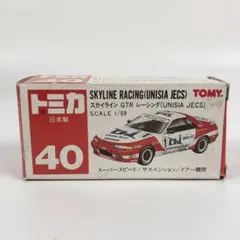 トミカ
日本製
40
SKYLINE RACING(UNISIA JECS)
TOMY.
スカイライン GTR レーシング(UNISIA JECS)
SCALE 1/59
スーパースピード/サスペンション/ドアー開閉